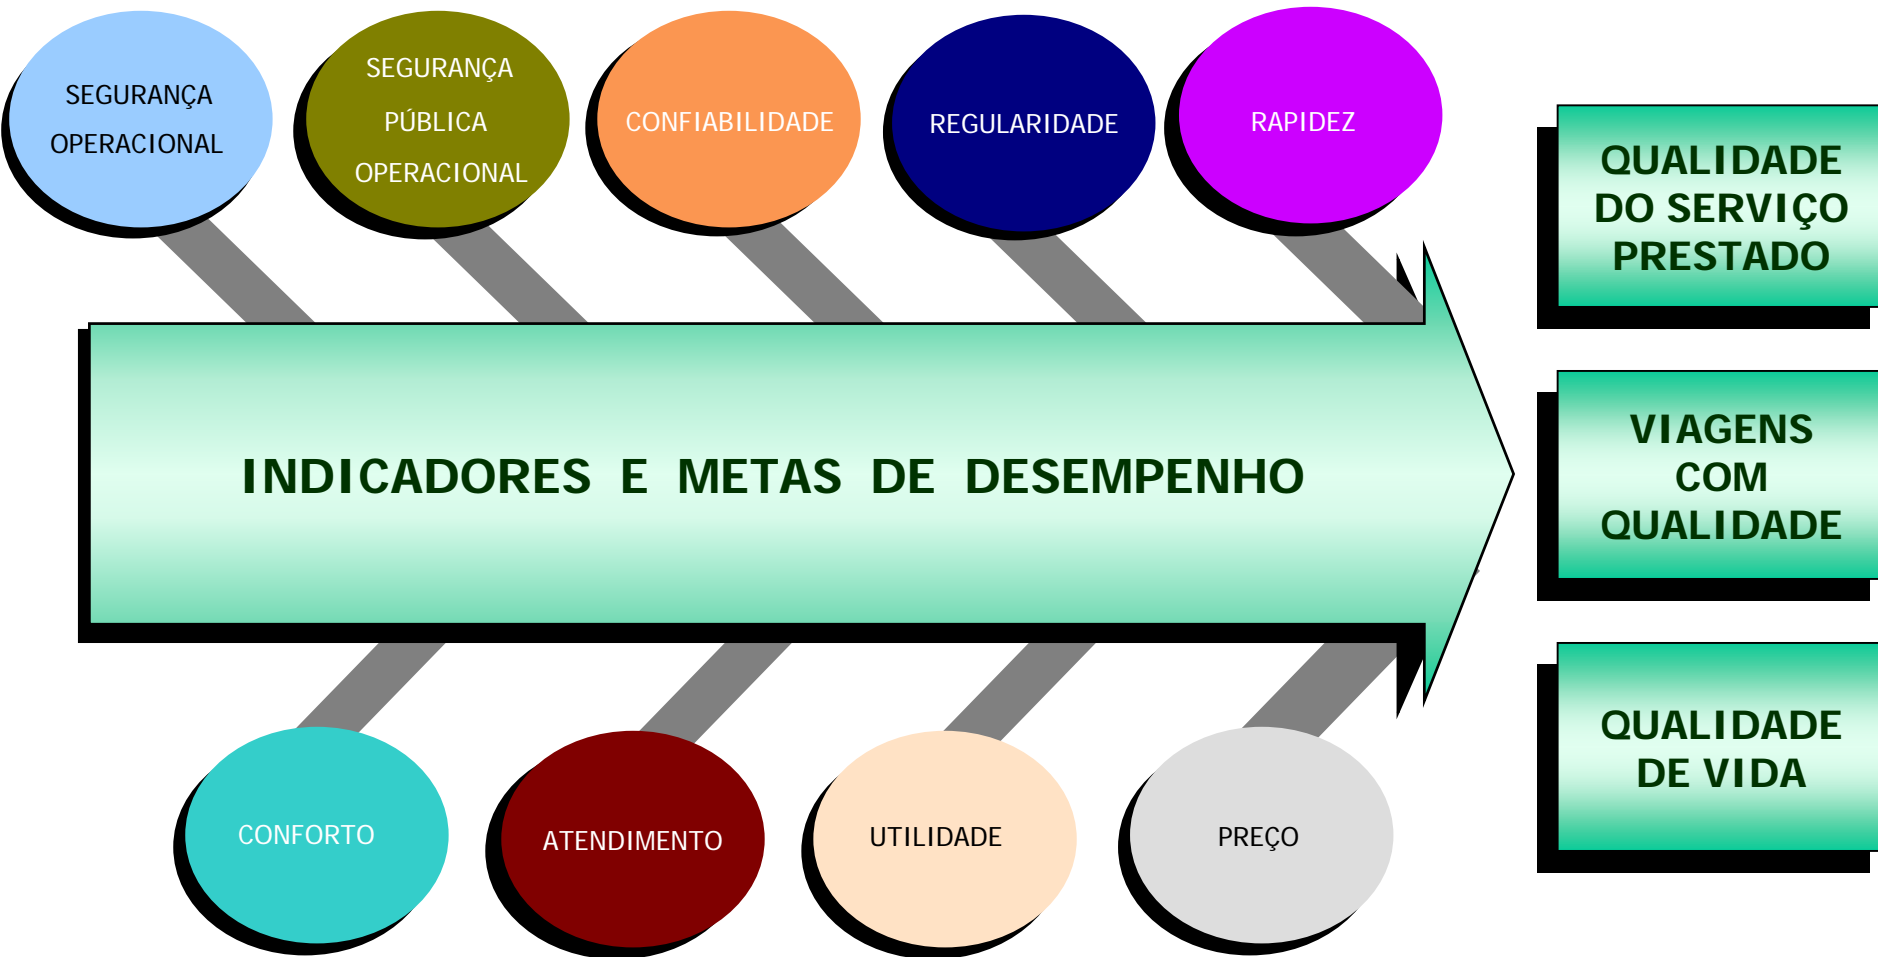 SEGURANÇA
OPERACIONAL
SEGURANÇA
PÚBLICA
OPERACIONAL
CONFIABILIDADE
REGULARIDADE
RAPIDEZ
QUALIDADE
DO SERVIÇO
PRESTADO
INDICADORES E METAS DE DESEMPENHO
VIAGENS
COM
QUALIDADE
CONFORTO
ATENDIMENTO
UTILIDADE
PREÇO
QUALIDADE
DE VIDA